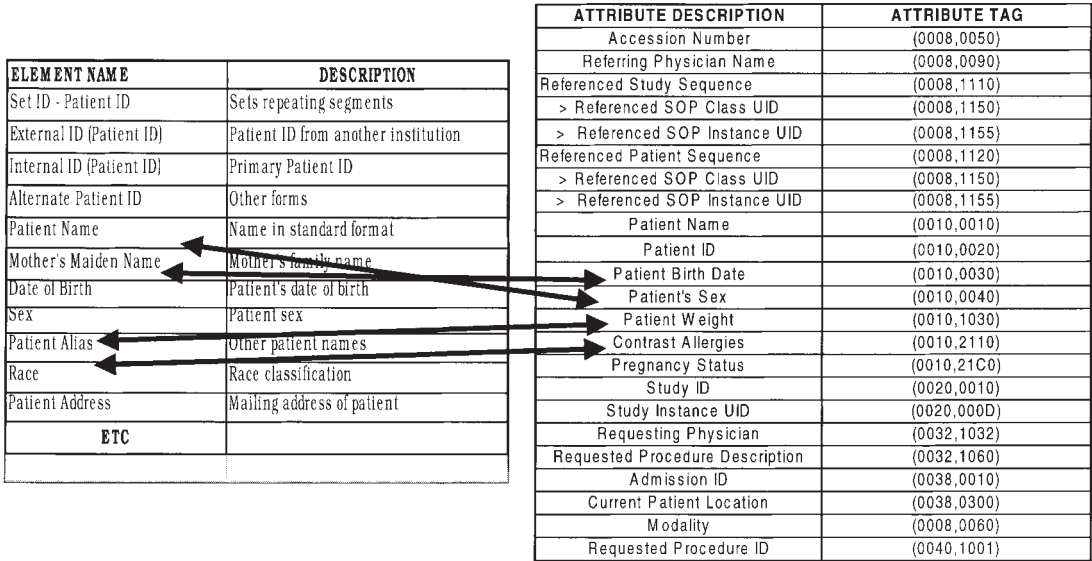 ELEMENT NAME DESCRIPTION
Set ID - Patient ID Sets repeating segments
External ID (Patient ID) Patient ID from another institution
Internal ID (Patient ID) Primary Patient ID
Alternate Patient ID Other forms
Patient Name Name in standard format
Mother's Maiden Name Mother's family name
Date of Birth Patient's date of birth
Sex Patient sex
Patient Alias Other patient names
Race Race classification
Patient Address Mailing address of patient
ETC
ATTRIBUTE DESCRIPTION ATTRIBUTE TAG
Accession Number (0008,0050)
Referring Physician Name (0008,0090)
Referenced Study Sequence (0008,1110)
> Referenced SOP Class UID (0008,1150)
> Referenced SOP Instance UID (0008,1155)
Referenced Patient Sequence (0008,1120)
> Referenced SOP Class UID (0008,1150)
> Referenced SOP Instance UID (0008,1155)
Patient Name (0010,0010)
Patient ID (0010,0020)
Patient Birth Date (0010,0030)
Patient's Sex (0010,0040)
Patient Weight (0010,1030)
Contrast Allergies (0010,2110)
Pregnancy Status (0010,21C0)
Study ID (0020,0010)
Study Instance UID (0020,000D)
Requesting Physician (0032,1032)
Requested Procedure Description (0032,1060)
Admission ID (0038,0010)
Current Patient Location (0038,0300)
Modality (0008,0060)
Requested Procedure ID (0040,1001)